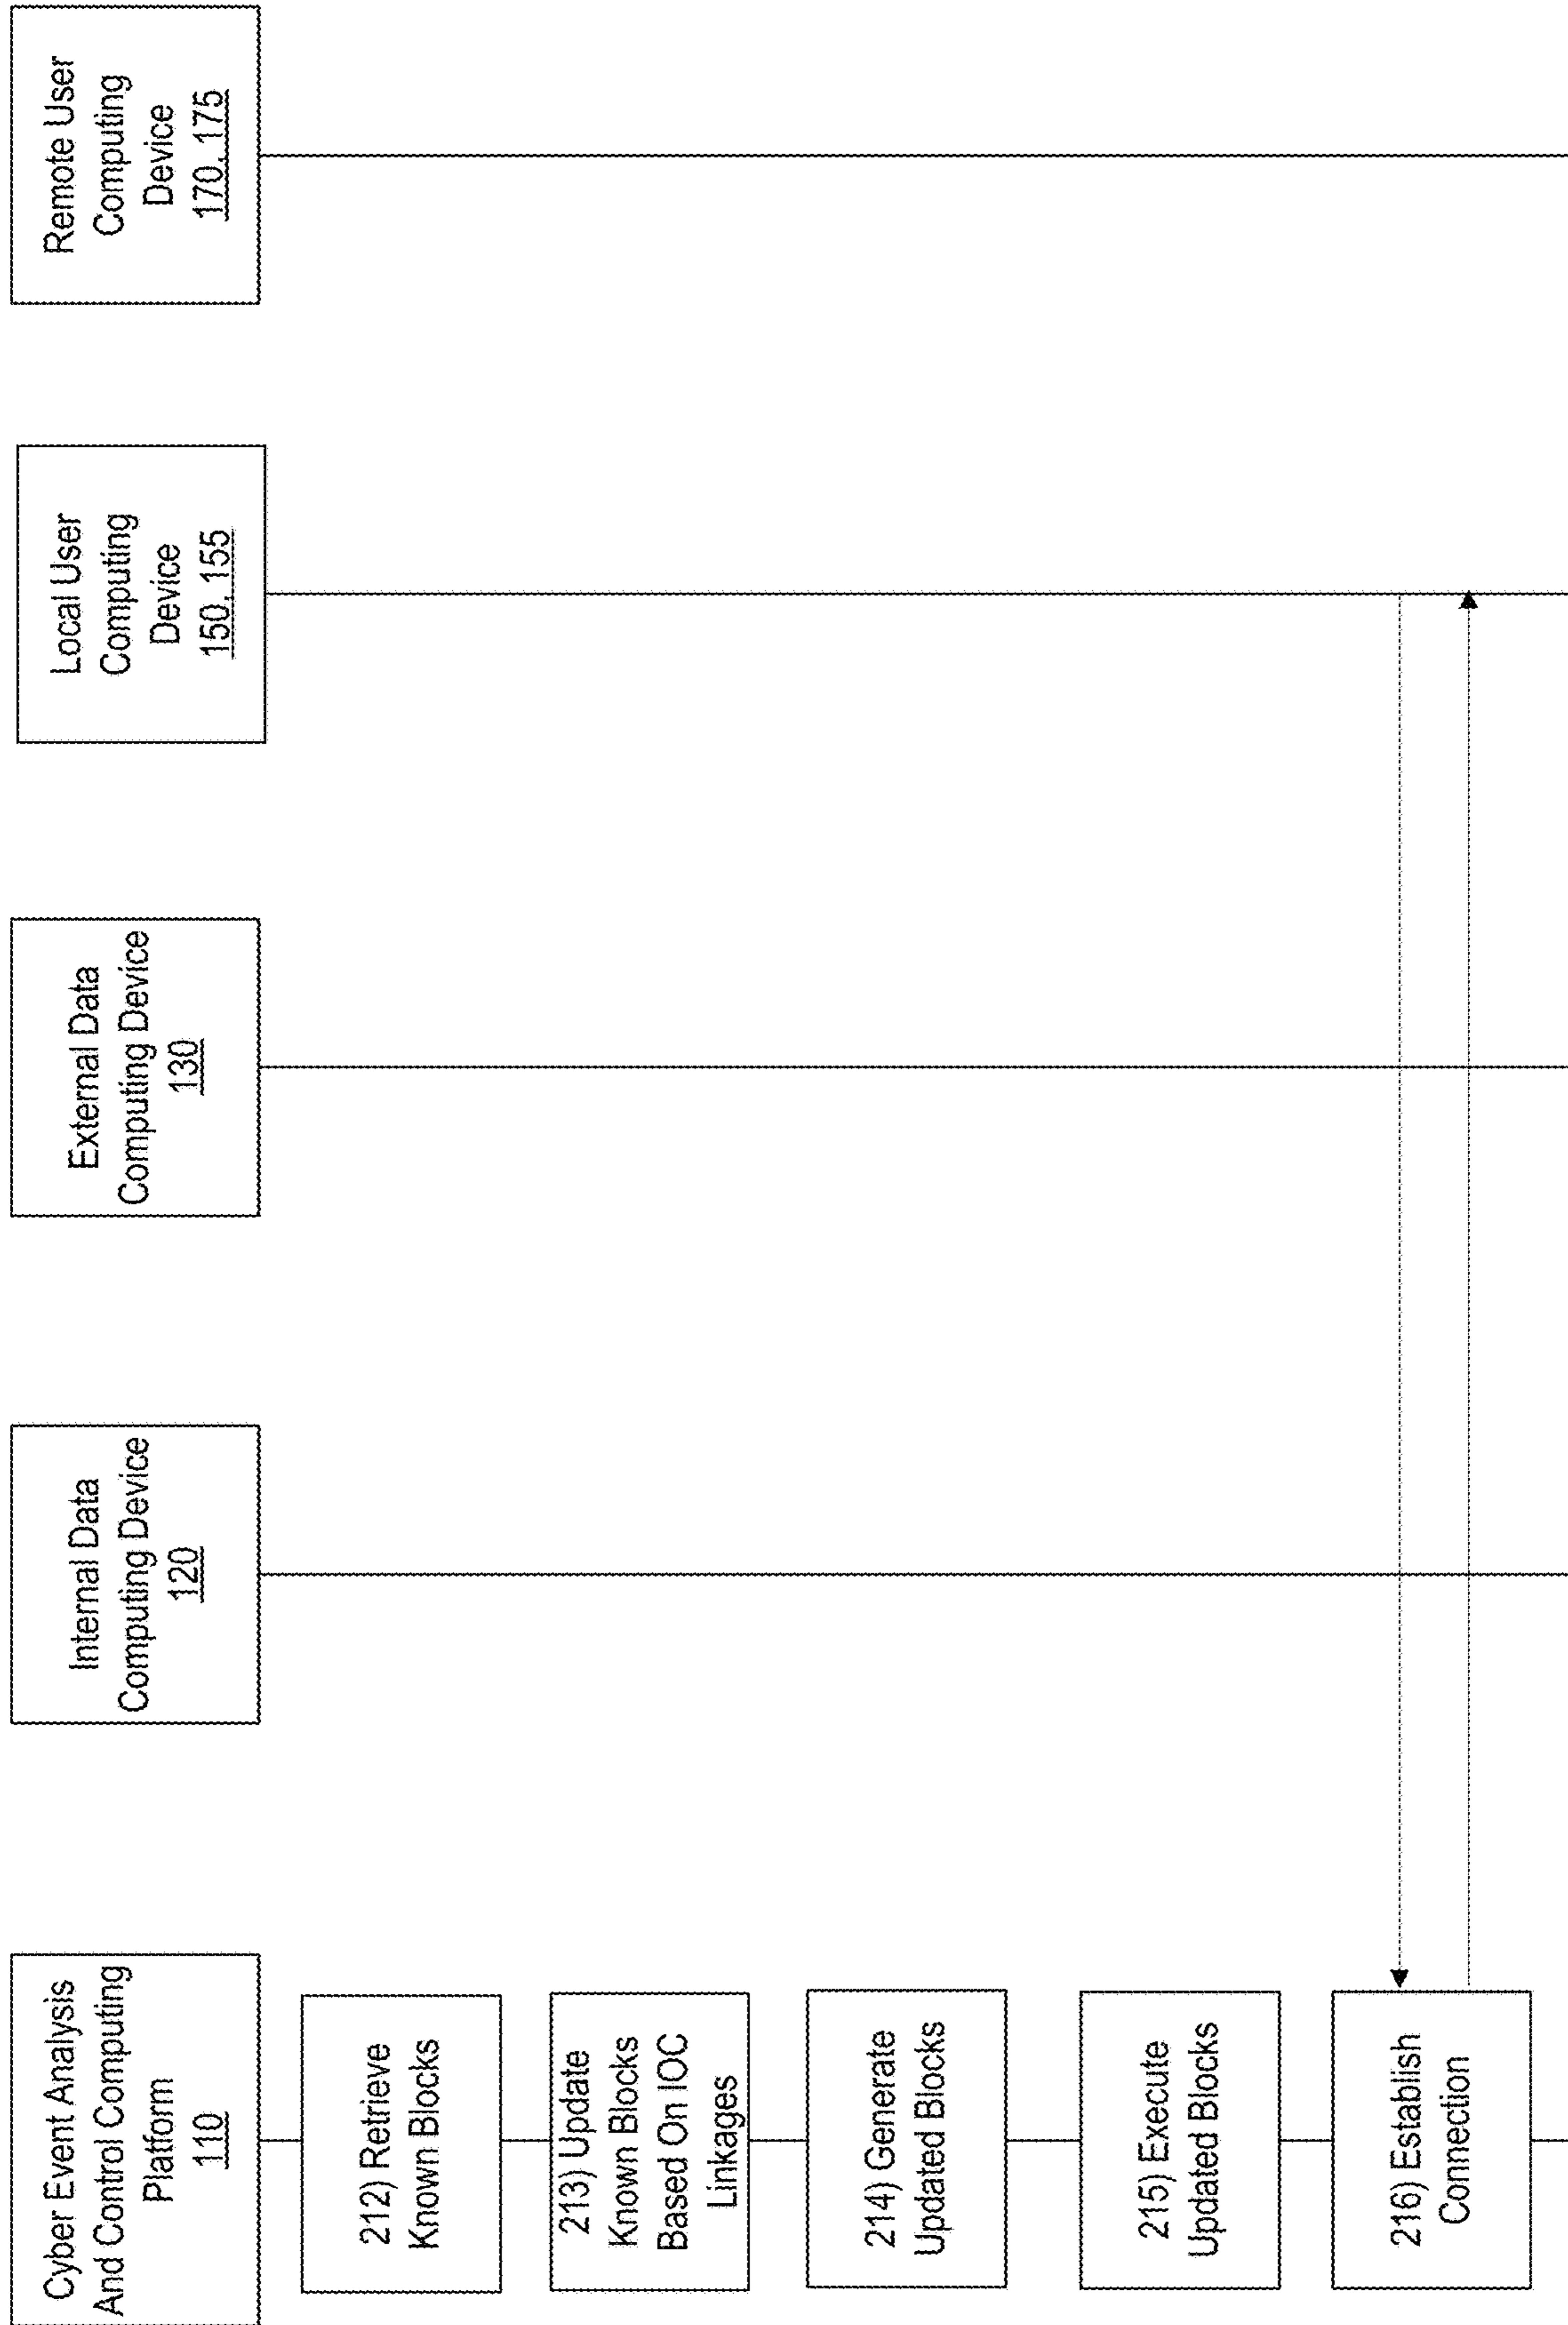 Cyber Event Analysis
And Control Computing
Platform
110
Internal Data
Computing Device
120
External Data
Computing Device
130
Local User
Computing
Device
150, 155
Remote User
Computing
Device
170, 175
212) Retrieve
Known Blocks
213) Update
Known Blocks
Based On IOC
Linkages
214) Generate
Updated Blocks
215) Execute
Updated Blocks
216) Establish
Connection